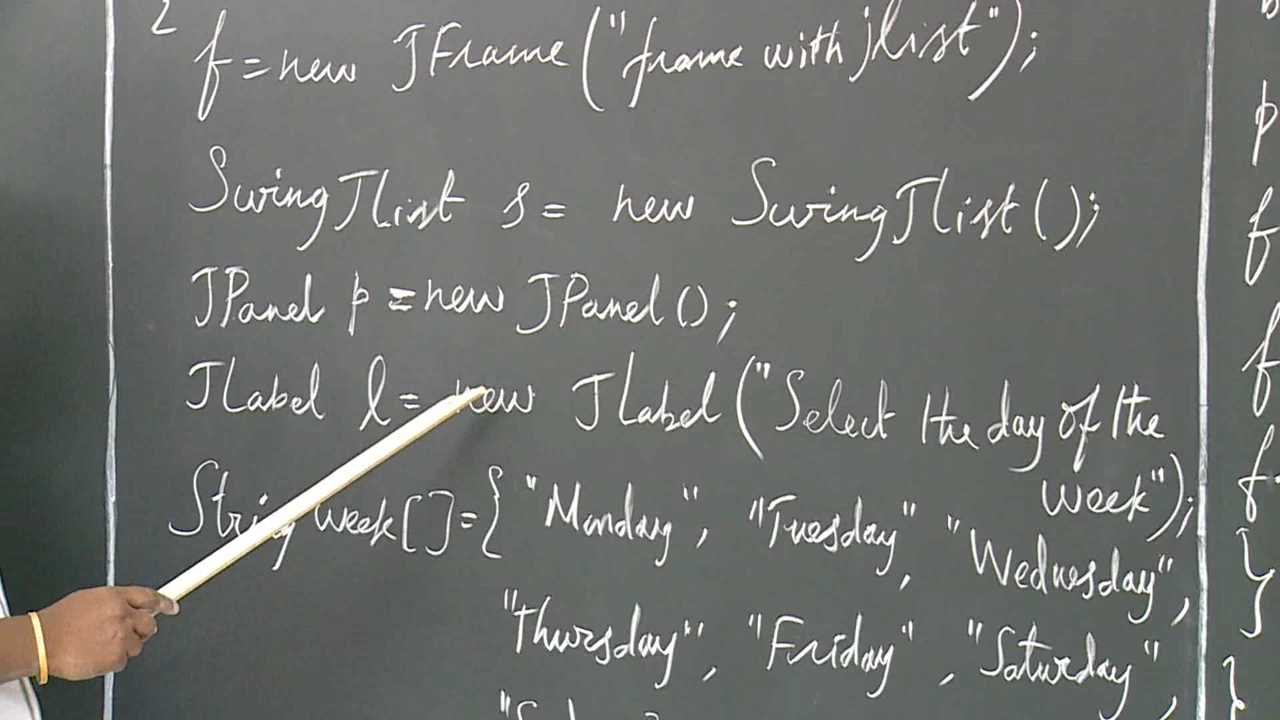 f=new JFrame("frame with jlist");
SwingJlist s= new SwingJlist();
JPanel p =new JPanel();
JLabel l= new JLabel("Select the day of the
week");
String week[]={ "Monday", "Tuesday", "Wednesday",
"Thursday", "Friday", "Saturday",
p
f
f
f
}
}